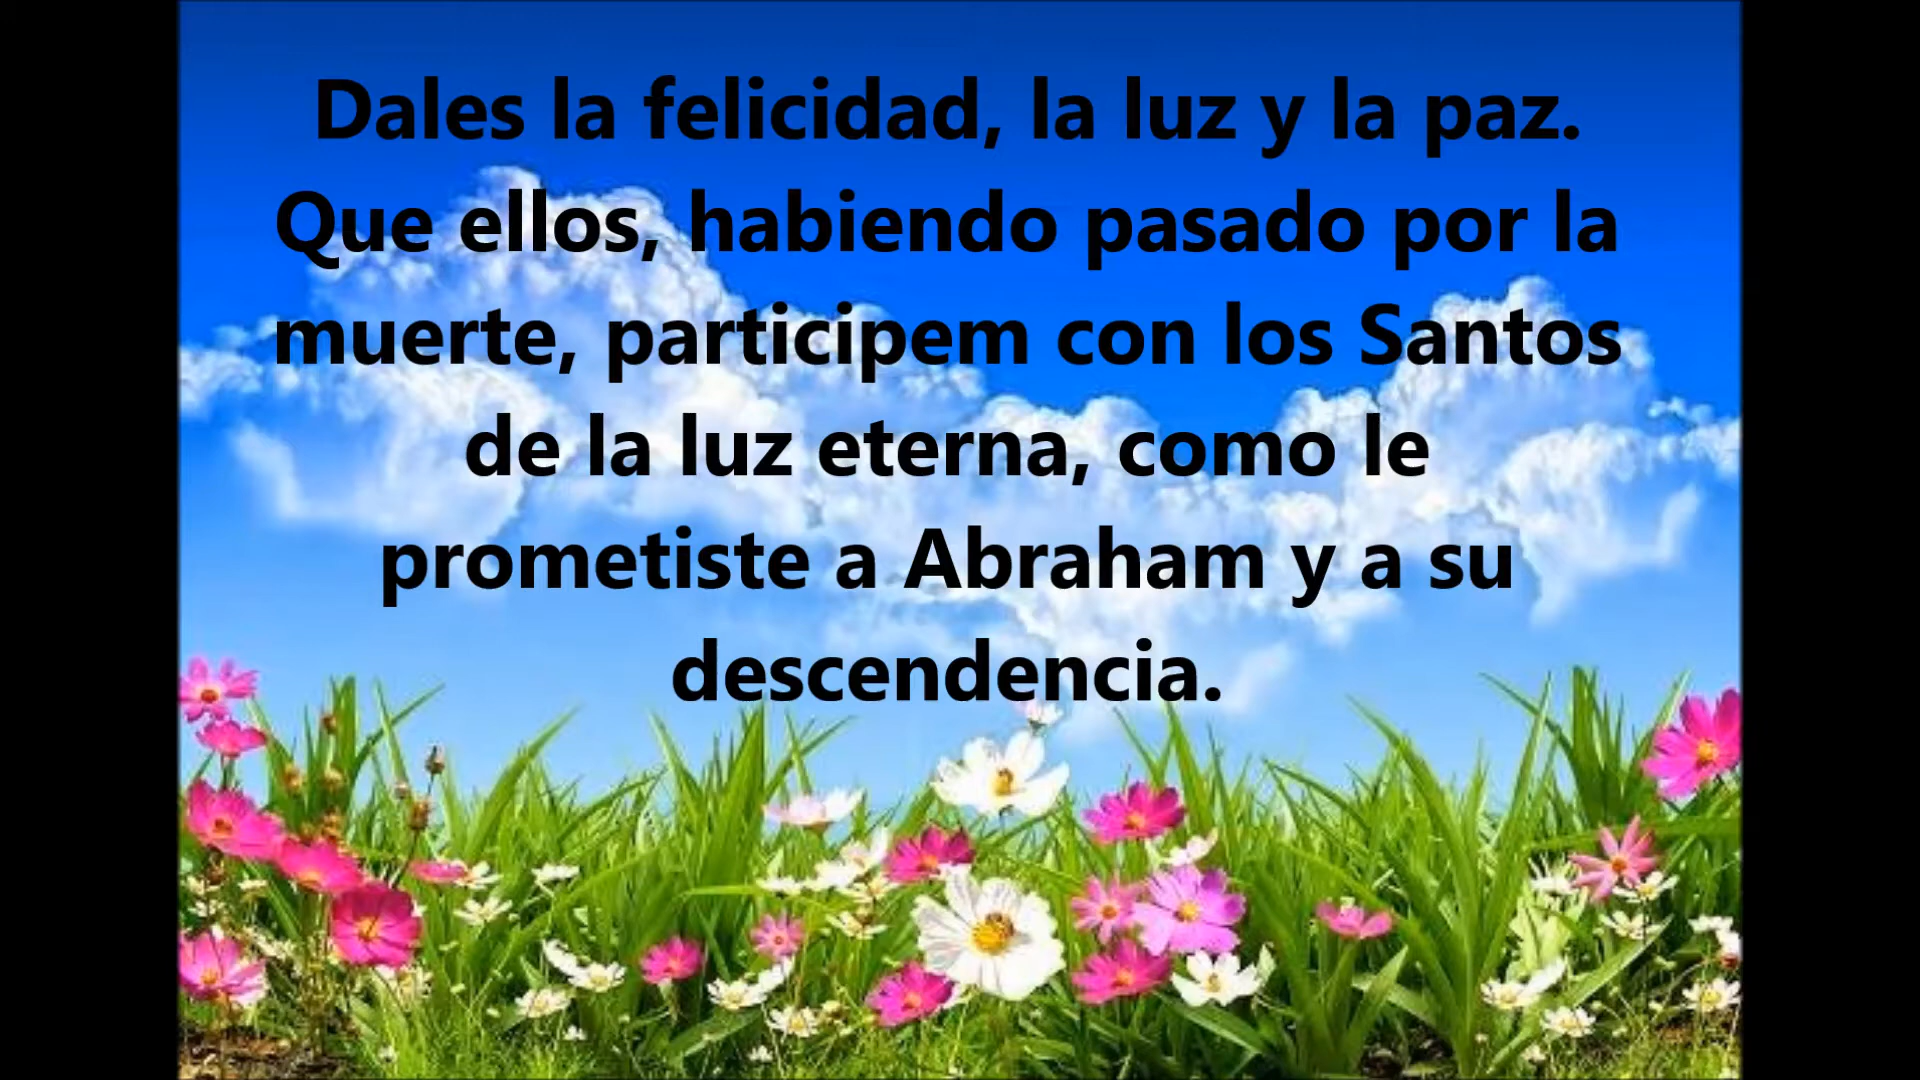 Dales la felicidad, la luz y la paz.
Que ellos, habiendo pasado por la
muerte, participem con los Santos
de la luz eterna, como le
prometiste a Abraham y a su
descendencia.